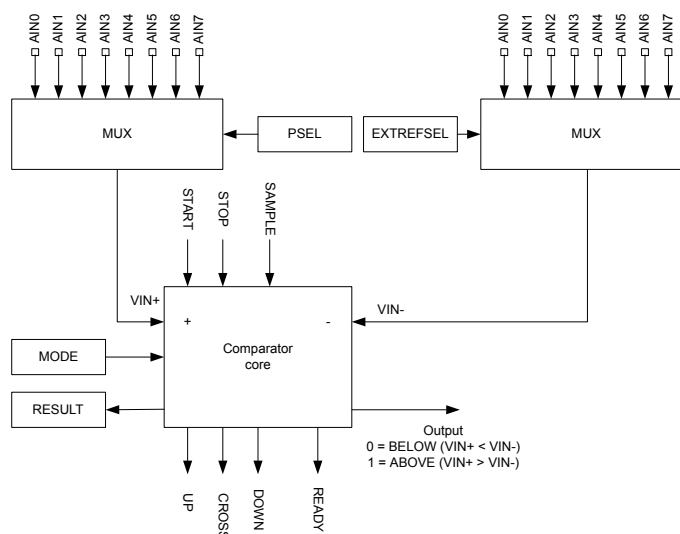 AIN0
AIN1
AIN2
AIN3
AIN4
AIN5
AIN6
AIN7
AIN0
AIN1
AIN2
AIN3
AIN4
AIN5
AIN6
AIN7
MUX
PSEL
EXTREFSEL
MUX
START
STOP
SAMPLE
VIN+
VIN-
+
-
Comparator
core
MODE
RESULT
Output
0 = BELOW (VIN+ < VIN-)
1 = ABOVE (VIN+ > VIN-)
UP
CROSS
DOWN
READY